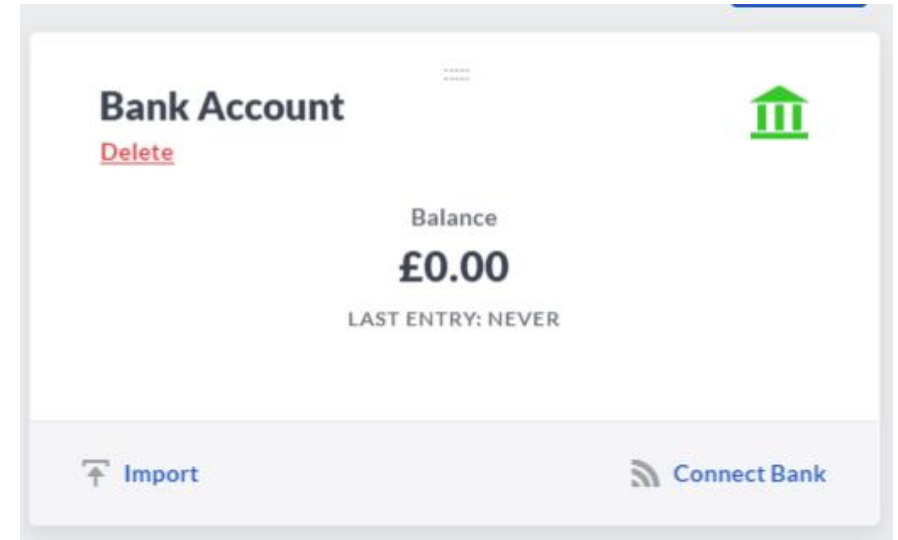 Bank Account
Delete
Balance
£0.00
LAST ENTRY: NEVER
Import
Connect Bank